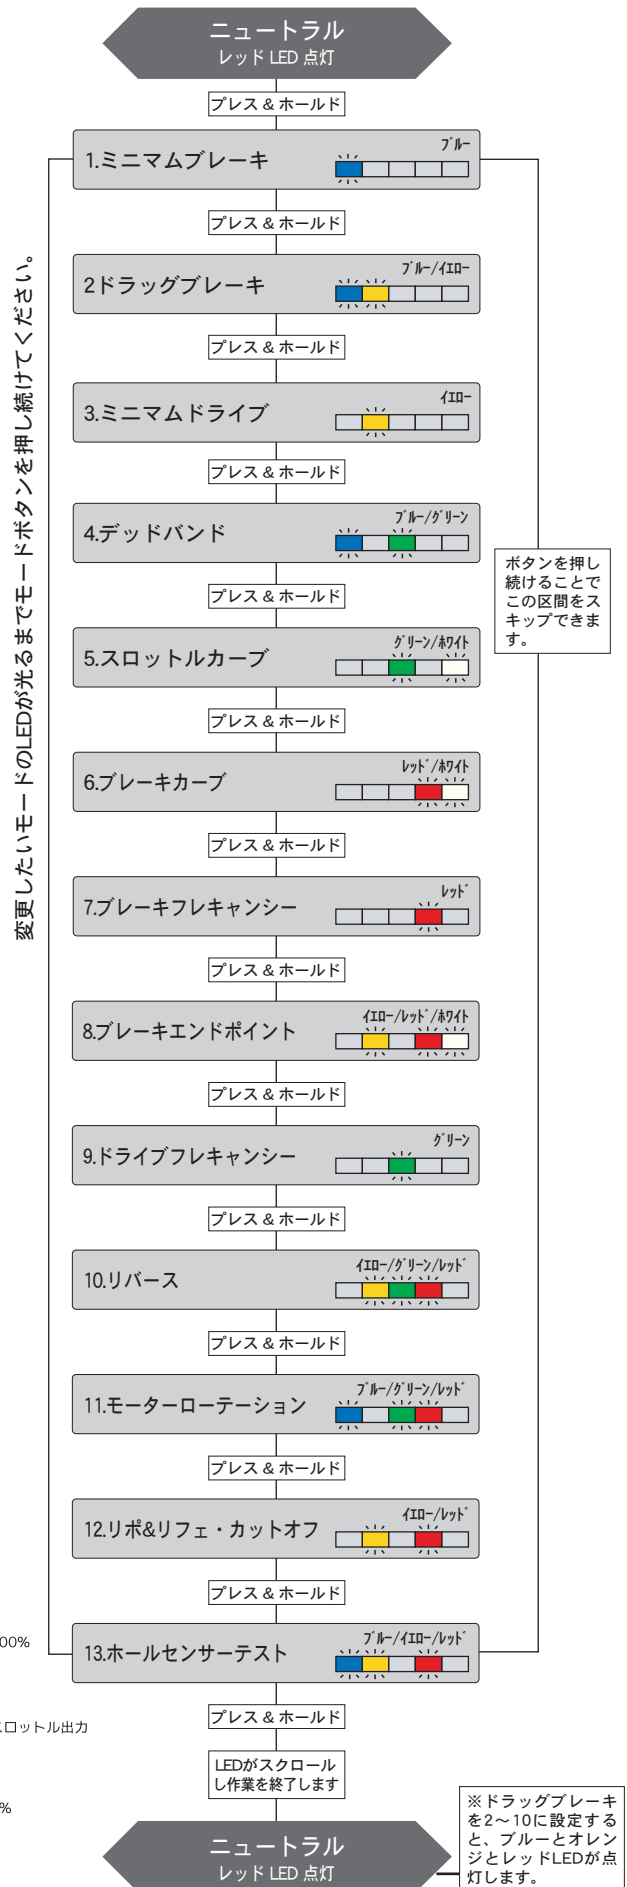 ニュートラル
レッド LED 点灯
プレス & ホールド
1.ミニマムブレーキ
ブルー
プレス & ホールド
2ドラッグブレーキ
ブルー/イエロー
プレス & ホールド
3.ミニマムドライブ
イエロー
プレス & ホールド
4.デッドバンド
ブルー/グリーン
プレス & ホールド
5.スロットルカーブ
グリーン/ホワイト
プレス & ホールド
6.ブレーキカーブ
レッド/ホワイト
プレス & ホールド
7.ブレーキフレキャンシー
レッド
プレス & ホールド
8.ブレーキエンドポイント
イエロー/レッド/ホワイト
プレス & ホールド
9.ドライブフレキャンシー
グリーン
プレス & ホールド
10.リバース
イエロー/グリーン/レッド
プレス & ホールド
11.モーターローテーション
ブルー/グリーン/レッド
プレス & ホールド
12.リポ&リフェ・カットオフ
イエロー/レッド
プレス & ホールド
13.ホールセンサーテスト
ブルー/イエロー/レッド
プレス & ホールド
LEDがスクロール
し作業を終了します
ニュートラル
レッド LED 点灯
変更したいモードのLEDが光るまでモードボタンを押し続けてください。
ボタンを押し
続けることで
この区間をス
キップできま
す。
※ドラッグブレーキ
を2～10に設定する
と、ブルーとオレン
ジとレッドLEDが点
灯します。
00%
スロットル出力
%